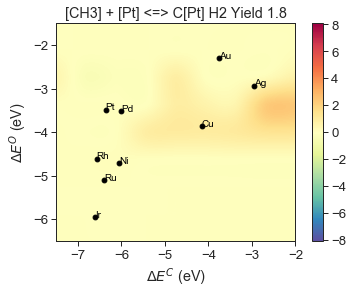 [CH3] + [Pt] <=> C[Pt] H2 Yield 1.8
Au
Ag
Pt
Pd
Cu
Rh
Ni
Ru
Ir
−2
−3
−4
−5
−6
ΔE^O (eV)
−7
−6
−5
−4
−3
−2
ΔE^C (eV)
8
6
4
2
0
−2
−4
−6
−8